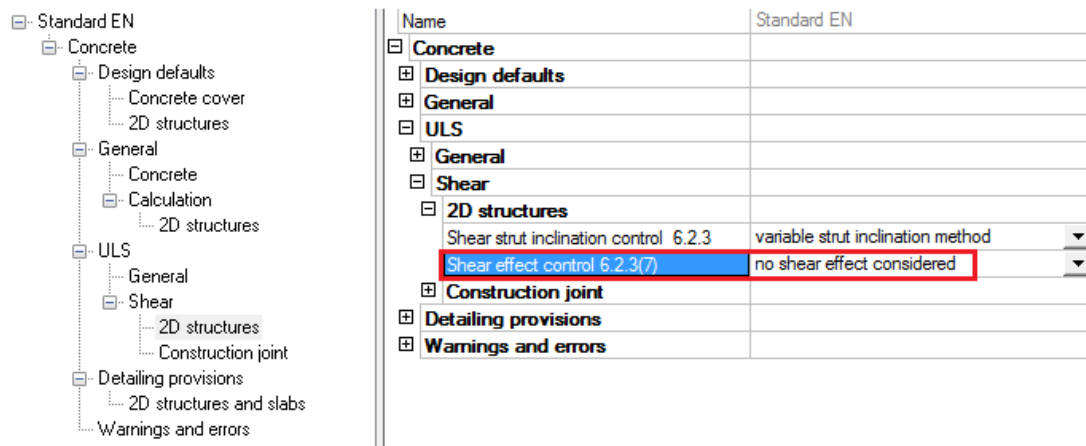 Standard EN
Concrete
Design defaults
Concrete cover
2D structures
General
Concrete
Calculation
2D structures
ULS
General
Shear
2D structures
Construction joint
Detailing provisions
2D structures and slabs
Warnings and errors
Name Standard EN
Concrete
Design defaults
General
ULS
General
Shear
2D structures
Shear strut inclination control 6.2.3 variable strut inclination method
Shear effect control 6.2.3(7) no shear effect considered
Construction joint
Detailing provisions
Warnings and errors